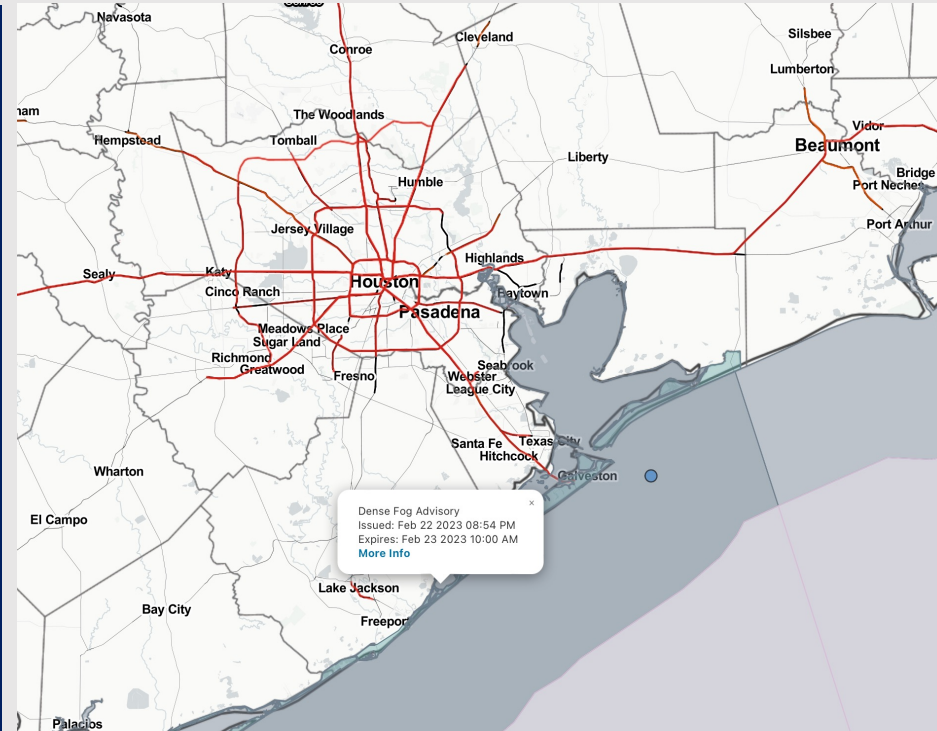 Conroe
Navasota
Cleveland
Silsbee
Conroe
Lumberton
ham
The Woodlands
Vidor
Hempstead
Tomball
Beaumont
Liberty
Bridge
Humble
Port Neches
Port Arthur
Jersey Village
Highlands
Sealy
Katy
Houston
Cinco Ranch
Baytown
Pasadena
Meadows Place
Sugar Land
Richmond
Seabrook
Greatwood
Fresno
Webster
League City
Santa Fe
Texas City
Hitchcock
Wharton
Galveston
Dense Fog Advisory
×
Issued: Feb 22 2023 08:54 PM
El Campo
Expires: Feb 23 2023 10:00 AM
More Info
Lake Jackson
Bay City
Freeport
Palacios